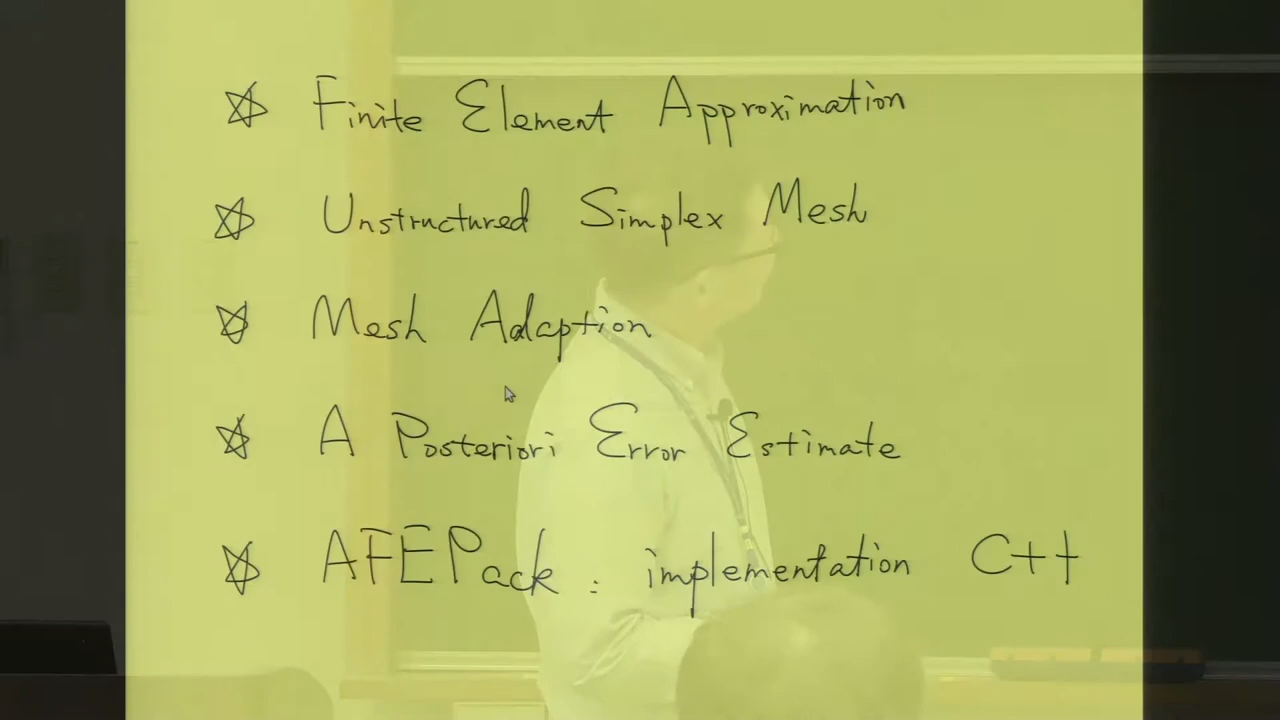 ☆ Finite Element Approximation
☆ Unstructured Simplex Mesh
☆ Mesh Adaption
☆ A Posteriori Error Estimate
☆ AFEPack : implementation C++